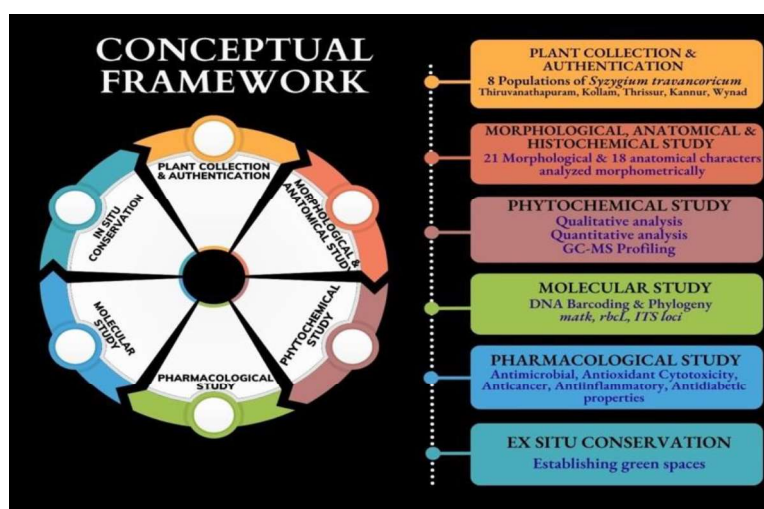 CONCEPTUAL
FRAMEWORK
PLANT COLLECTION
& AUTHENTICATION
MORPHOLOGICAL &
ANATOMICAL STUDY
PHYTOCHEMICAL
STUDY
PHARMACOLOGICAL
STUDY
MOLECULAR
STUDY
IN SITU
CONSERVATION
PLANT COLLECTION &
AUTHENTICATION
8 Populations of Syzygium travancoricum
Thiruvanathapuram, Kollam, Thrissur, Kannur, Wynad
MORPHOLOGICAL, ANATOMICAL &
HISTOCHEMICAL STUDY
21 Morphological & 18 anatomical characters
analyzed morphometrically
PHYTOCHEMICAL STUDY
Qualitative analysis
Quantitative analysis
GC-MS Profiling
MOLECULAR STUDY
DNA Barcoding & Phylogeny
matk, rbcL, ITS loci
PHARMACOLOGICAL STUDY
Antimicrobial, Antioxidant Cytotoxicity,
Anticancer, Antiinflammatory, Antidiabetic
properties
EX SITU CONSERVATION
Establishing green spaces